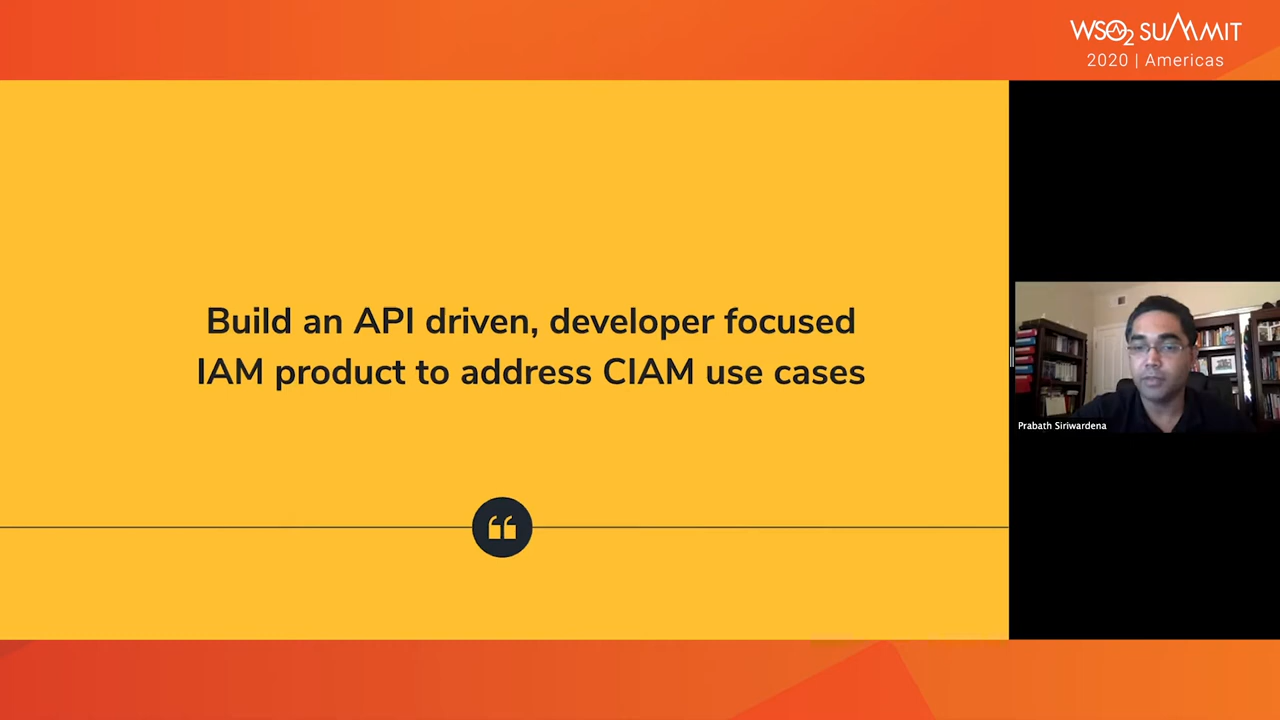 WSO2 SUMMIT
2020 | Americas
Build an API driven, developer focused
IAM product to address CIAM use cases
Prabath Siriwardena